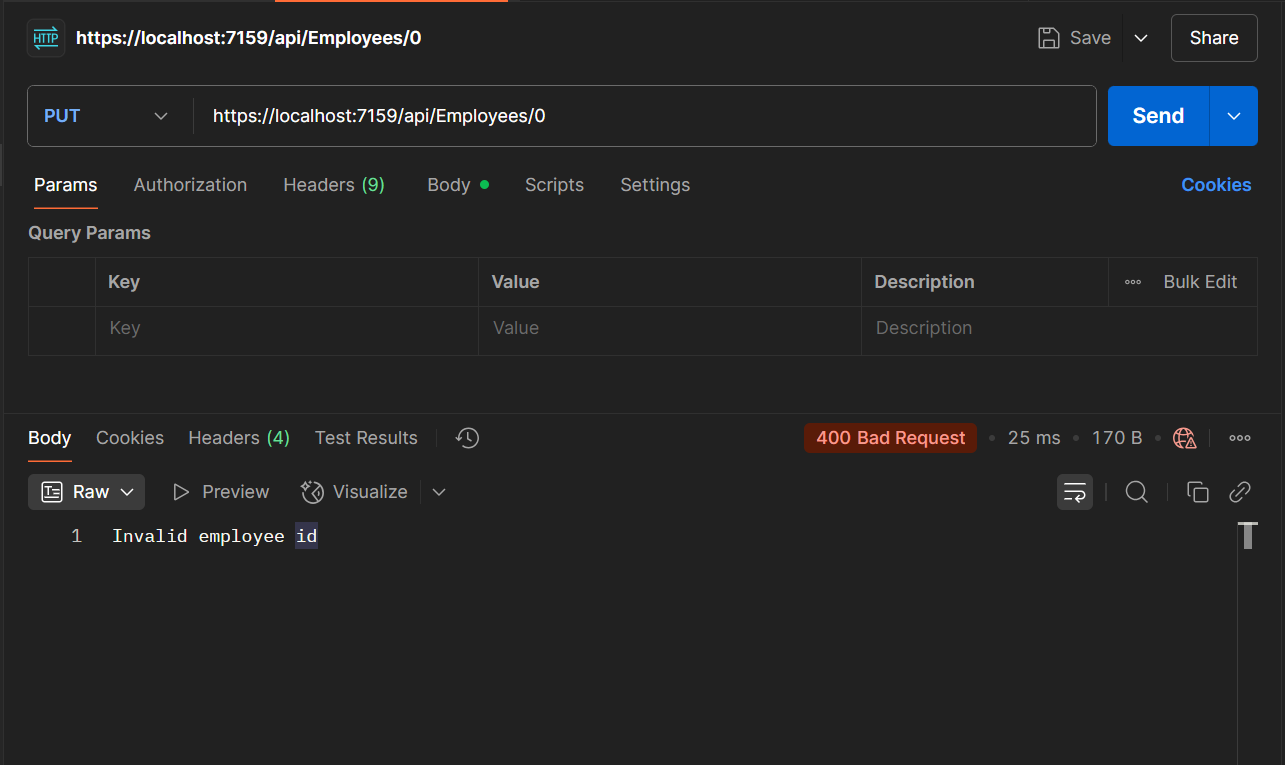 HTTP https://localhost:7159/api/Employees/0 Save Share
PUT https://localhost:7159/api/Employees/0 Send
Params Authorization Headers (9) Body Scripts Settings Cookies
Query Params
Key Value Description Bulk Edit
Key Value Description
Body Cookies Headers (4) Test Results 400 Bad Request 25 ms 170 B
Raw Preview Visualize
1 Invalid employee id